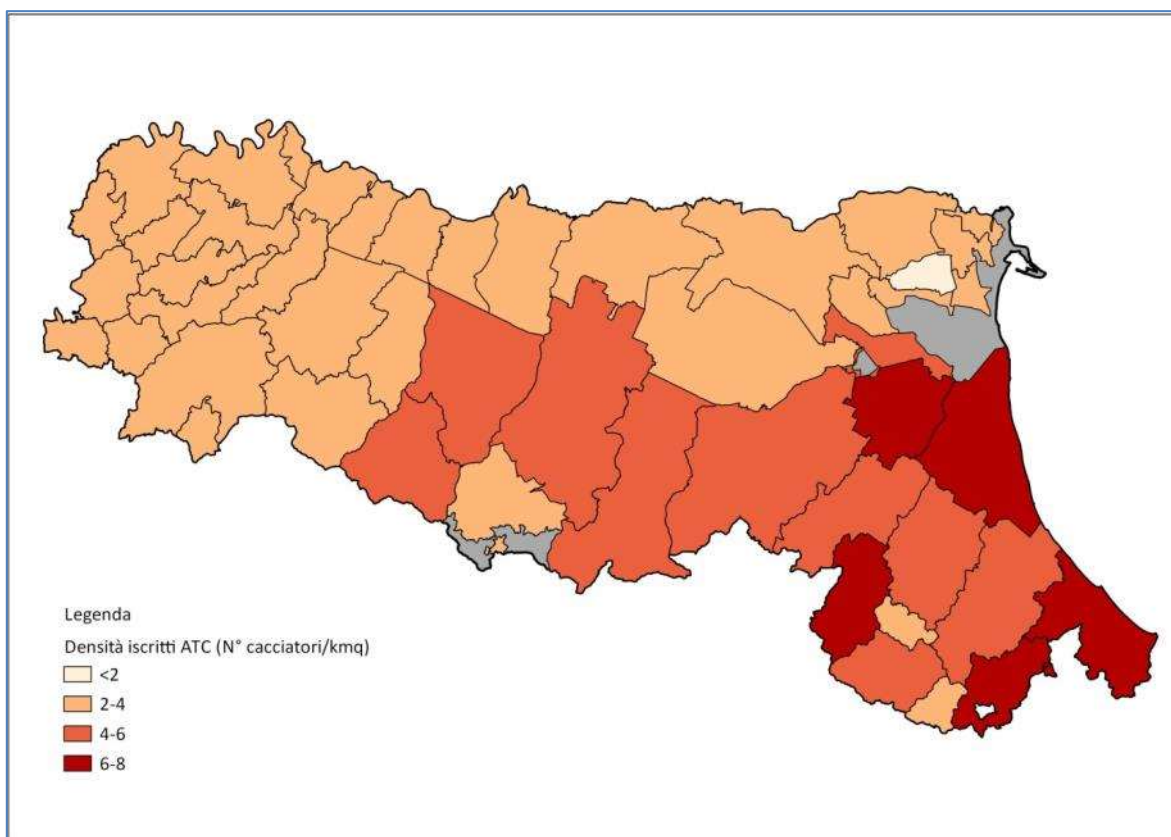 Legenda
Densità iscritti ATC (N° cacciatori/kmq)
<2
2-4
4-6
6-8